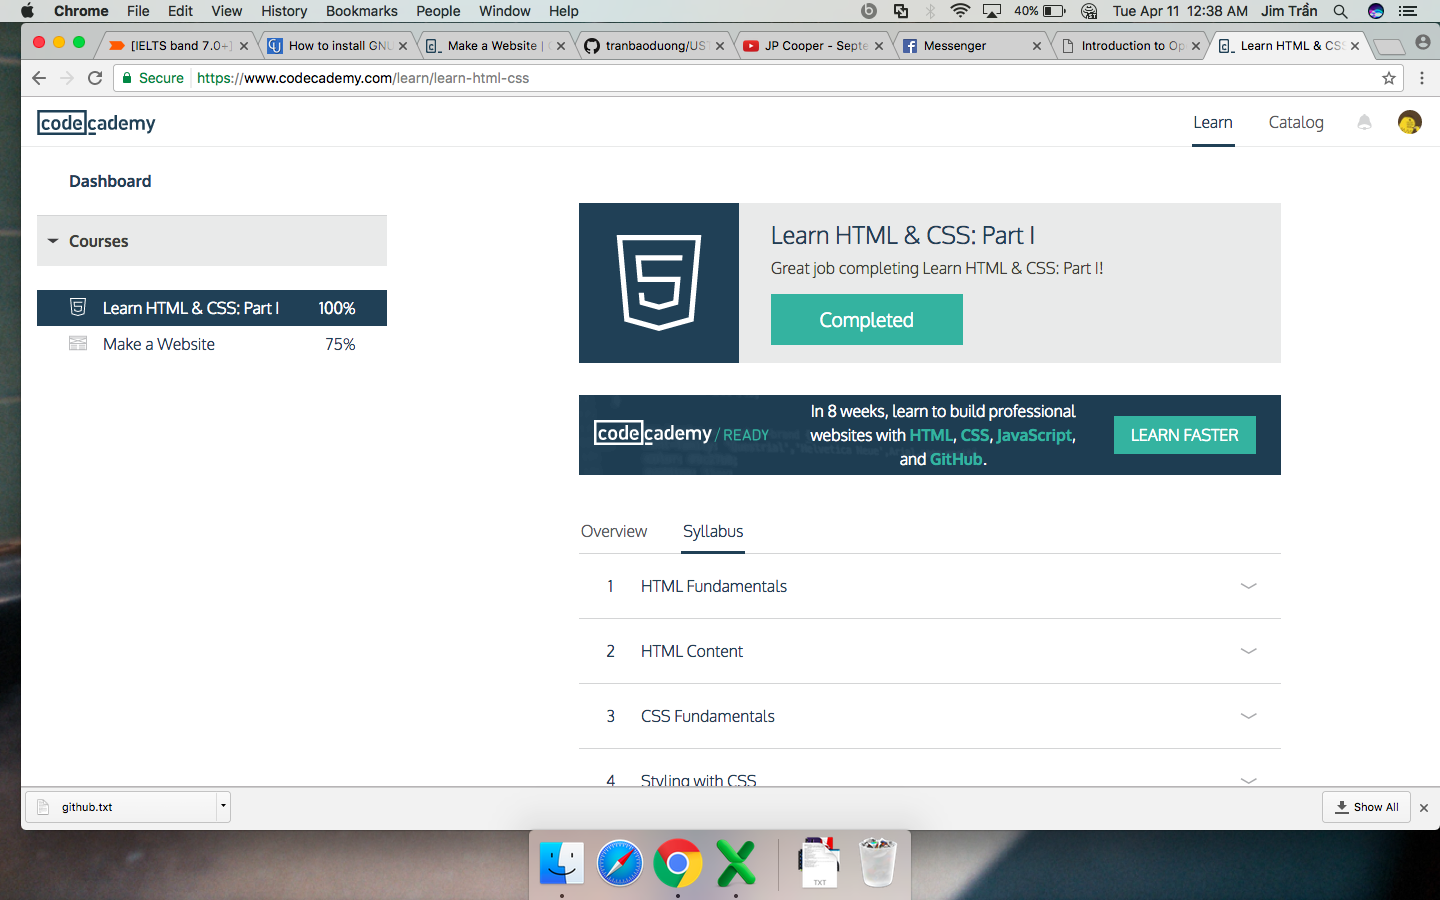 Chrome File Edit View History Bookmarks People Window Help 40% Tue Apr 11 12:38 AM Jim Trần
[IELTS band 7.0+] How to install GNU Make a Website | tranbaoduong/UST JP Cooper - Septe Messenger Introduction to Op Learn HTML & CSS
Secure https://www.codecademy.com/learn/learn-html-css
codecademy Learn Catalog
Dashboard
Courses
Learn HTML & CSS: Part I 100%
Make a Website 75%
Learn HTML & CSS: Part I
Great job completing Learn HTML & CSS: Part I!
Completed
codecademy / READY
In 8 weeks, learn to build professional
websites with HTML, CSS, JavaScript,
and GitHub.
LEARN FASTER
Overview Syllabus
1 HTML Fundamentals
2 HTML Content
3 CSS Fundamentals
4 Styling with CSS
github.txt Show All
TXT